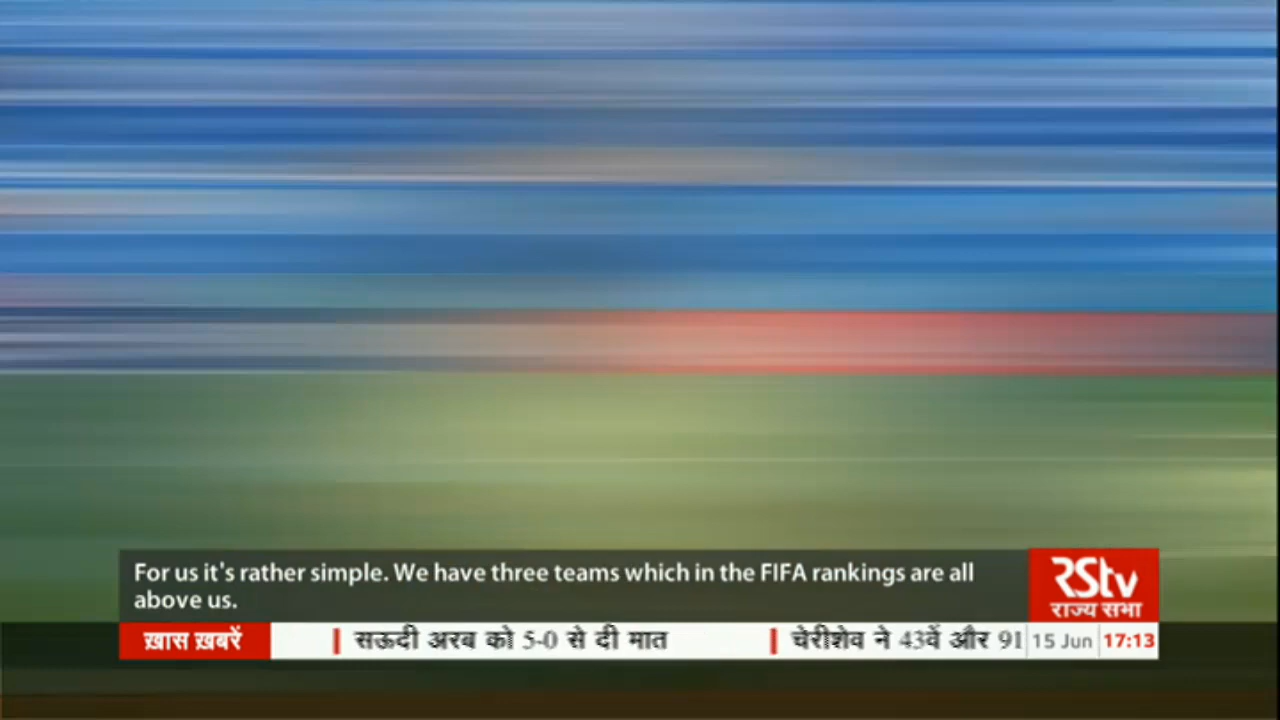 For us it's rather simple. We have three teams which in the FIFA rankings are all
above us.
RStv
राज्य सभा
ख़ास ख़बरें
सऊदी अरब को 5-0 से दी मात
चेरीशेव ने 43वें और 91
15 Jun
17:13